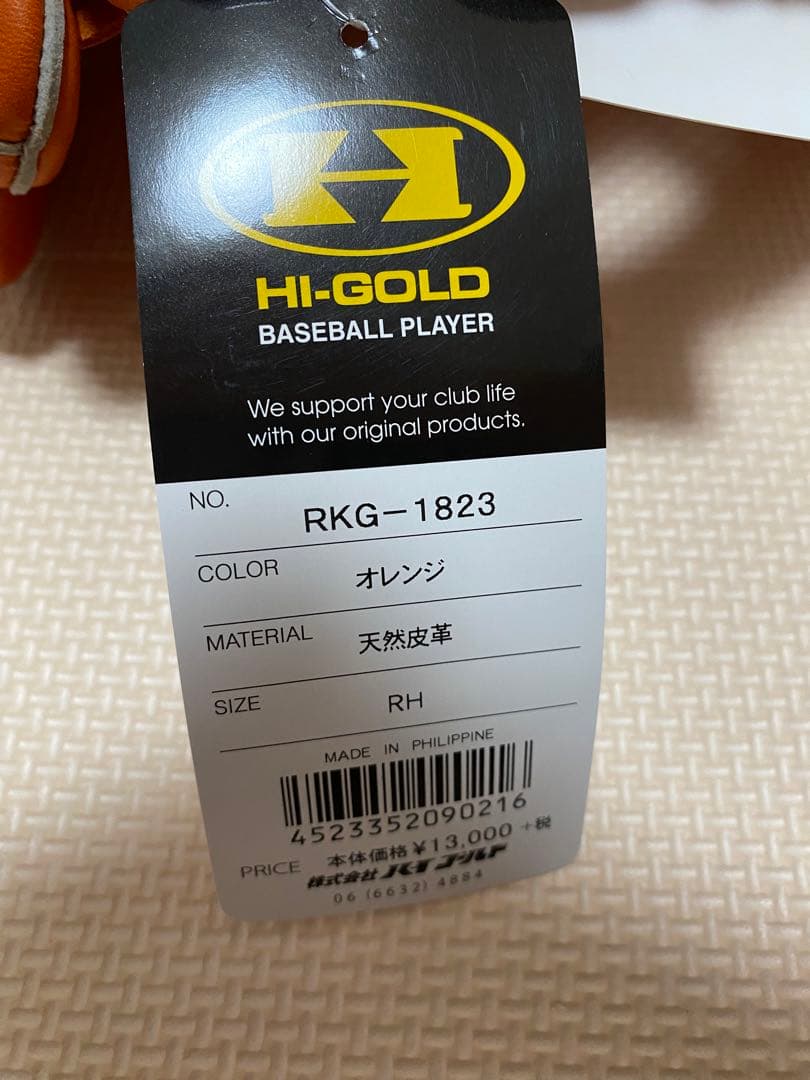 H
HI-GOLD
BASEBALL PLAYER
We support your club life
with our original products.
NO. RKG-1823
COLOR オレンジ
MATERIAL 天然皮革
SIZE RH
MADE IN PHILIPPINE
4523352090216
PRICE 本体価格¥13,000 +税
株式会社 ハイゴールド
06 (6632) 4884